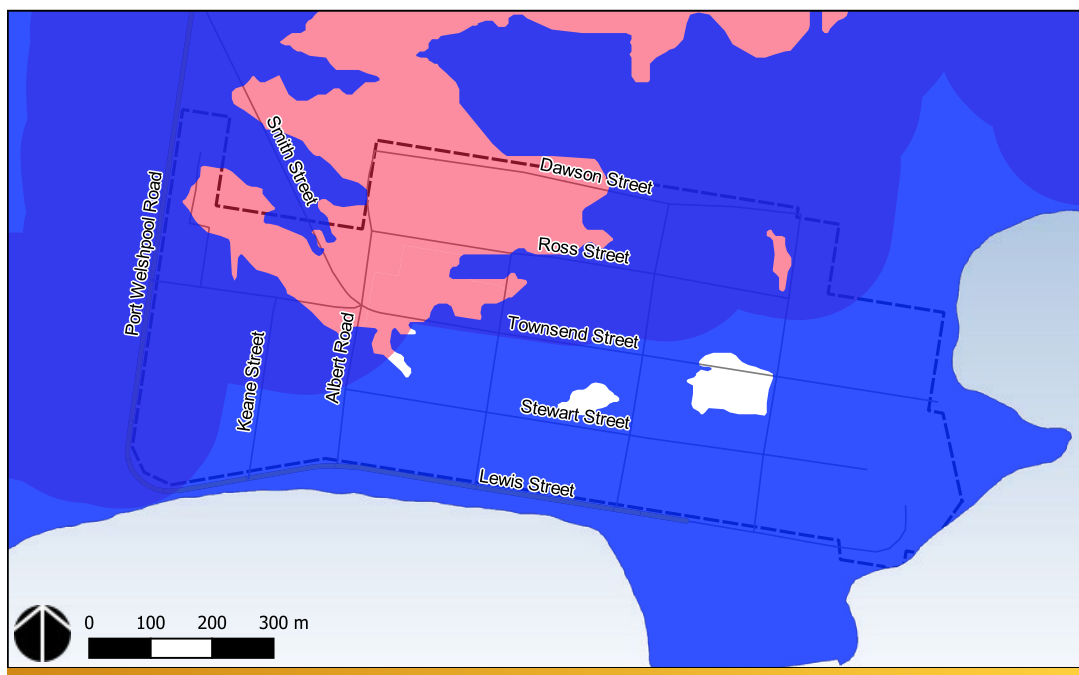 Smith Street
Dawson Street
Port Welshpool Road
Ross Street
Townsend Street
Albert Road
Keane Street
Stewart Street
Lewis Street
0 100 200 300 m